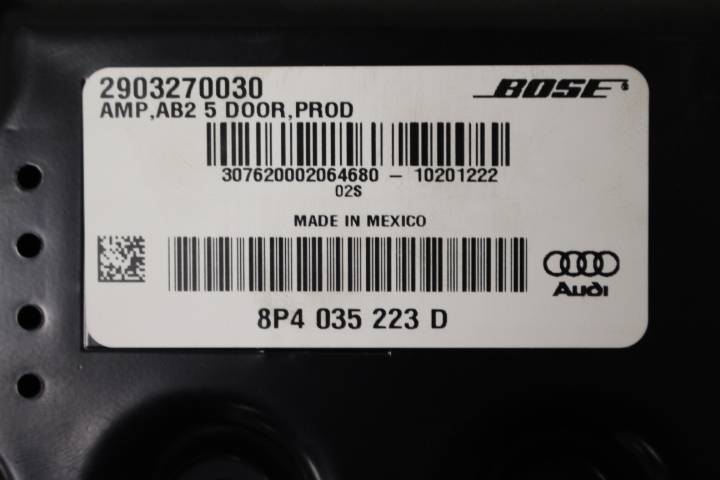 2903270030
BOSE®
AMP,AB2 5 DOOR,PROD
307620002064680 - 10201222
02S
MADE IN MEXICO
Audi
8P4 035 223 D